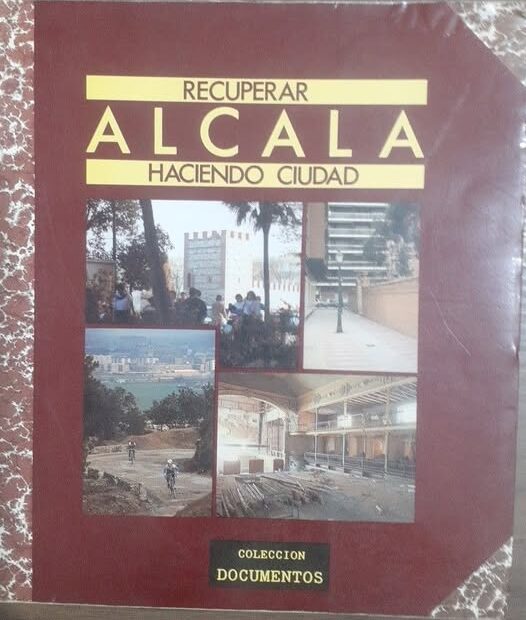 RECUPERAR
ALCALA
HACIENDO CIUDAD
COLECCION
DOCUMENTOS